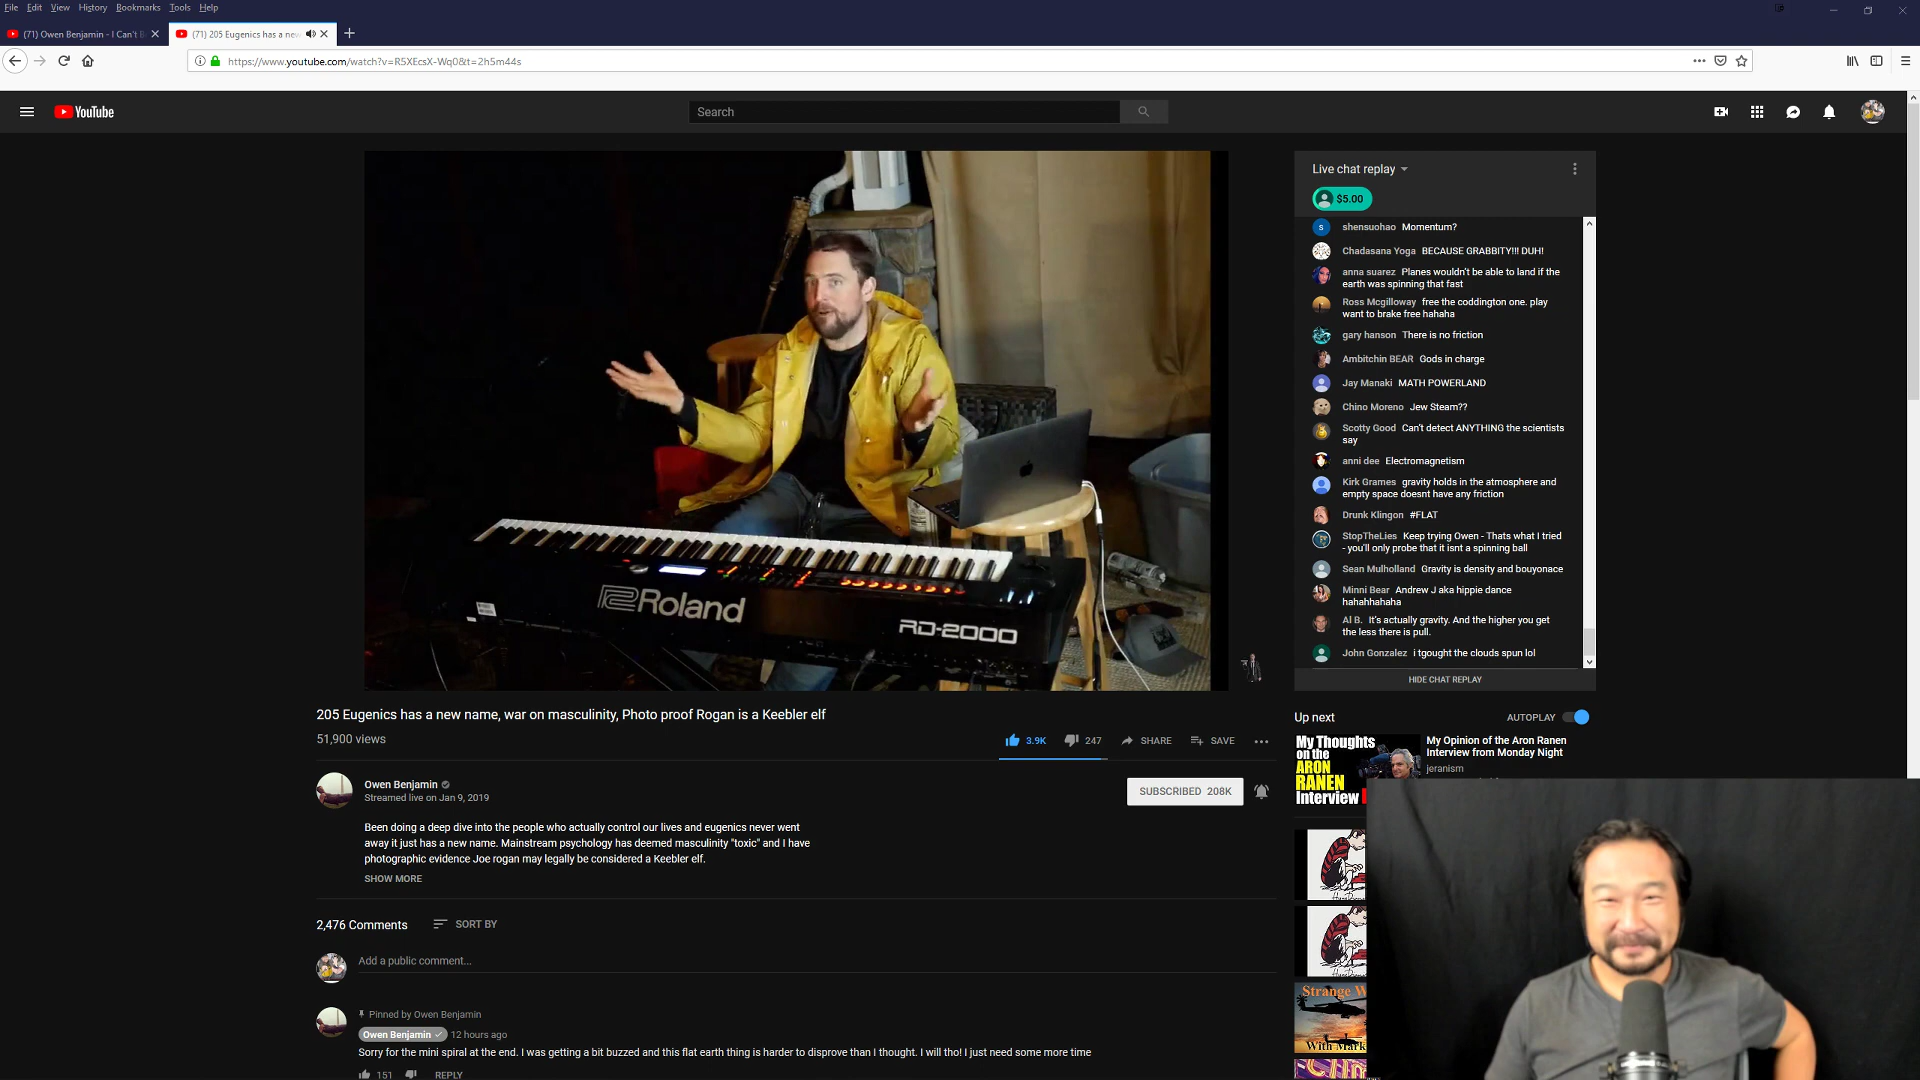 File Edit View History Bookmarks Tools Help
(71) Owen Benjamin - I Can't B
(71) 205 Eugenics has a new
https://www.youtube.com/watch?v=R5XEcsX-Wq0&t=2h5m44s
YouTube
Search
Live chat replay
$5.00
shensuohao Momentum?
Chadasana Yoga BECAUSE GRABBITY!!! DUH!
anna suarez Planes wouldn't be able to land if the
earth was spinning that fast
Ross Mcgilloway free the coddington one. play
want to brake free hahaha
gary hanson There is no friction
Ambitchin BEAR Gods in charge
Jay Manaki MATH POWERLAND
Chino Moreno Jew Steam??
Scotty Good Can't detect ANYTHING the scientists
say
anni dee Electromagnetism
Kirk Grames gravity holds in the atmosphere and
empty space doesnt have any friction
Drunk Klingon #FLAT
StopTheLies Keep trying Owen - Thats what I tried
- you'll only probe that it isnt a spinning ball
Sean Mulholland Gravity is density and bouyonace
Minni Bear Andrew J aka hippie dance
hahahhahaha
Al B. It's actually gravity. And the higher you get
the less there is pull.
John Gonzalez i tgought the clouds spun lol
HIDE CHAT REPLAY
Roland
RD-2000
205 Eugenics has a new name, war on masculinity, Photo proof Rogan is a Keebler elf
51,900 views
3.9K
247
SHARE
SAVE
Owen Benjamin
Streamed live on Jan 9, 2019
SUBSCRIBED 208K
Been doing a deep dive into the people who actually control our lives and eugenics never went
away it just has a new name. Mainstream psychology has deemed masculinity "toxic" and I have
photographic evidence Joe rogan may legally be considered a Keebler elf.
SHOW MORE
2,476 Comments
SORT BY
Add a public comment...
Pinned by Owen Benjamin
Owen Benjamin
12 hours ago
Sorry for the mini spiral at the end. I was getting a bit buzzed and this flat earth thing is harder to disprove than I thought. I will tho! I just need some more time
151
REPLY
Up next
AUTOPLAY
My Thoughts
on the
ARON
RANEN
Interview
My Opinion of the Aron Ranen
Interview from Monday Night
jeranism
Strange W
With Mark